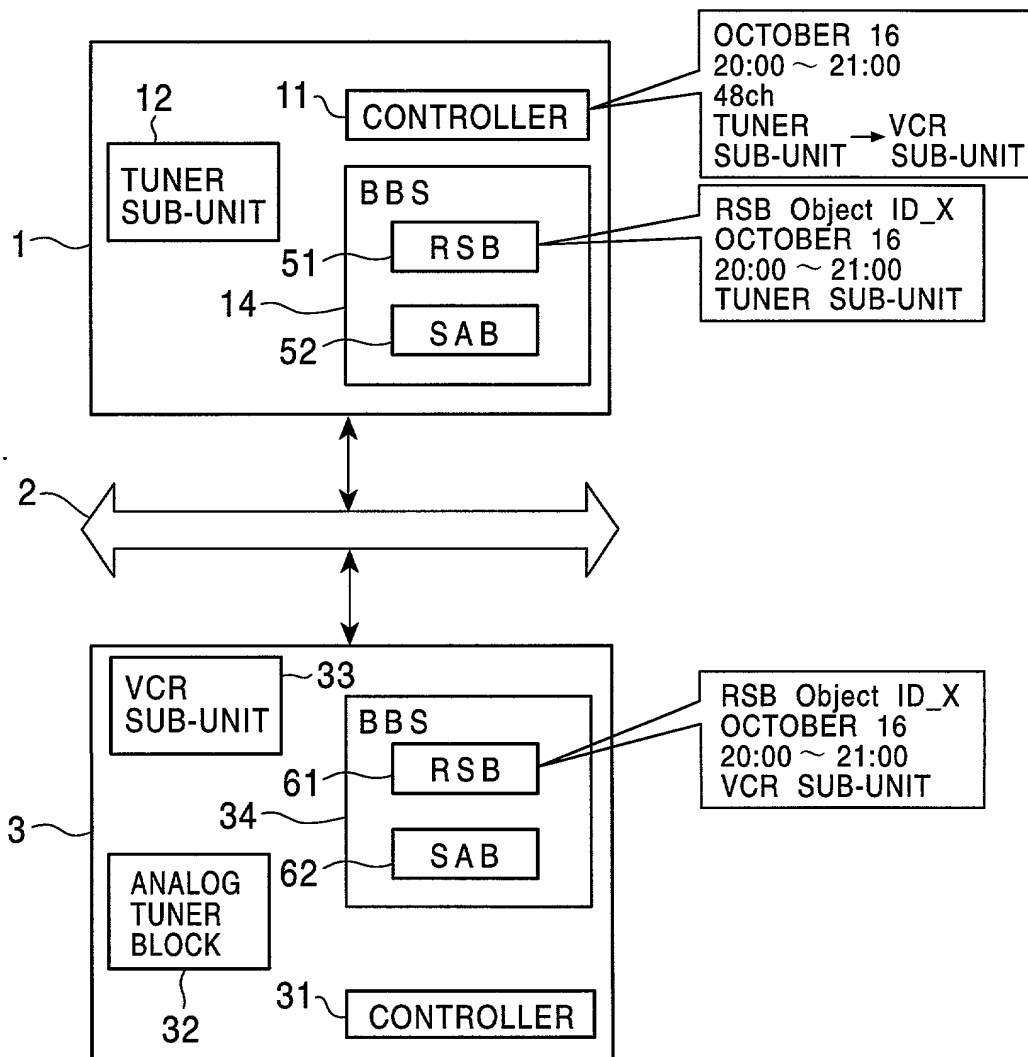 OCTOBER 16
20:00 ~ 21:00
48ch
TUNER SUB-UNIT → VCR SUB-UNIT
11
CONTROLLER
12
TUNER
SUB-UNIT
BBS
RSB
51
SAB
52
14
1
RSB Object ID_X
OCTOBER 16
20:00 ~ 21:00
TUNER SUB-UNIT
2
33
VCR
SUB-UNIT
BBS
RSB
61
SAB
62
34
3
RSB Object ID_X
OCTOBER 16
20:00 ~ 21:00
VCR SUB-UNIT
ANALOG
TUNER
BLOCK
32
31
CONTROLLER